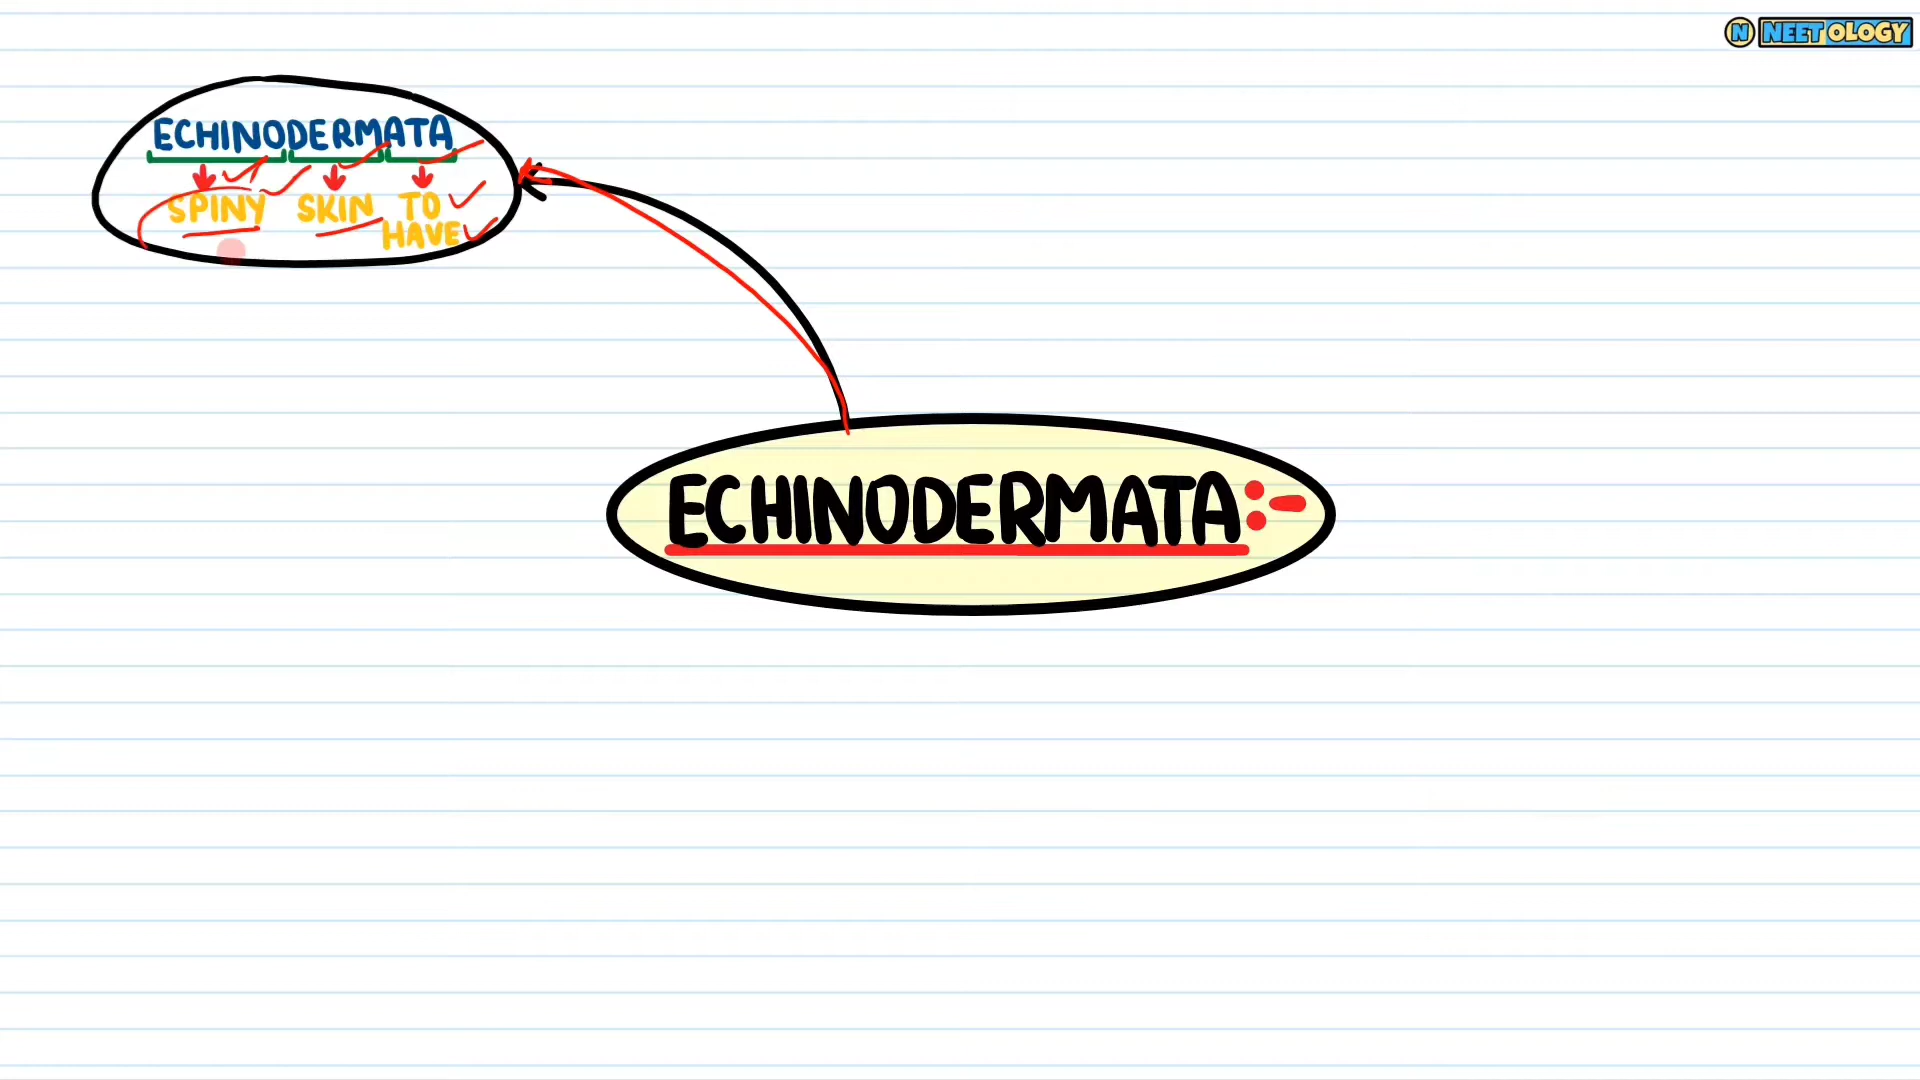 N NEETOLOGY
ECHINODERMATA
SPINY SKIN TO
HAVE
ECHINODERMATA:-